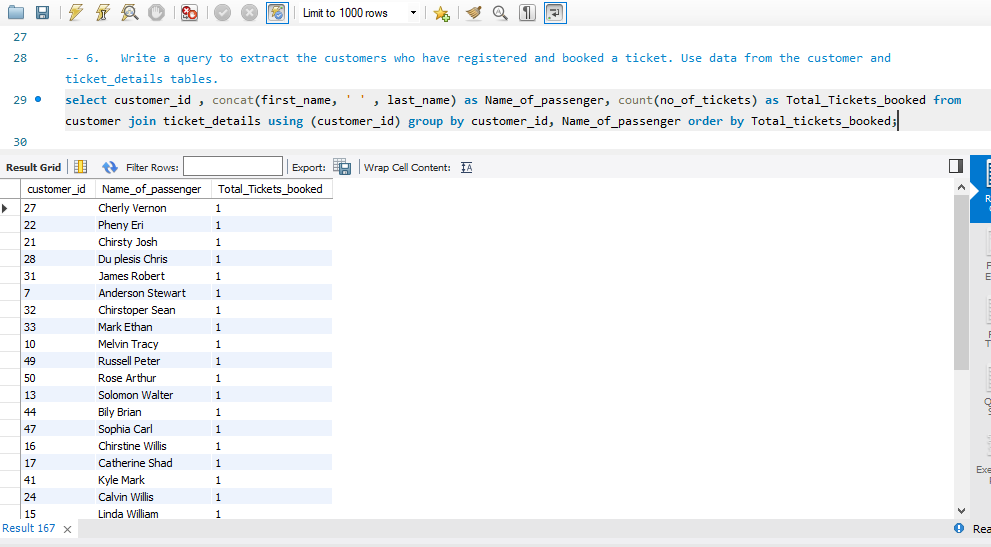 Limit to 1000 rows
27
28 -- 6. Write a query to extract the customers who have registered and booked a ticket. Use data from the customer and
ticket_details tables.
29 select customer_id , concat(first_name, ' ' , last_name) as Name_of_passenger, count(no_of_tickets) as Total_Tickets_booked from
customer join ticket_details using (customer_id) group by customer_id, Name_of_passenger order by Total_tickets_booked;
30
Result Grid Filter Rows: Export: Wrap Cell Content:
customer_id Name_of_passenger Total_Tickets_booked
27 Cherly Vernon 1
22 Pheny Eri 1
21 Chirsty Josh 1
28 Du plesis Chris 1
31 James Robert 1
7 Anderson Stewart 1
32 Chirstoper Sean 1
33 Mark Ethan 1
10 Melvin Tracy 1
49 Russell Peter 1
50 Rose Arthur 1
13 Solomon Walter 1
44 Bily Brian 1
47 Sophia Carl 1
16 Chirstine Willis 1
17 Catherine Shad 1
41 Kyle Mark 1
24 Calvin Willis 1
15 Linda William 1
Result 167